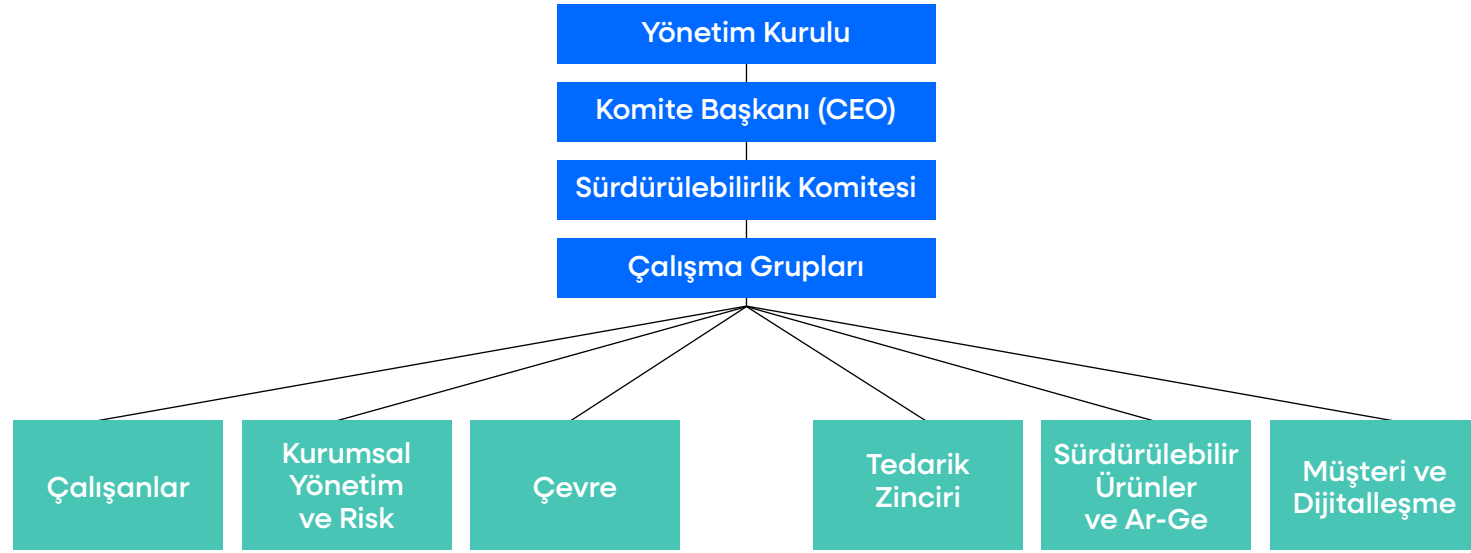 Yönetim Kurulu
Komite Başkanı (CEO)
Sürdürülebilirlik Komitesi
Çalışma Grupları
Çalışanlar
Kurumsal
Yönetim
ve Risk
Çevre
Tedarik
Zinciri
Sürdürülebilir
Ürünler
ve Ar-Ge
Müşteri ve
Dijitalleşme